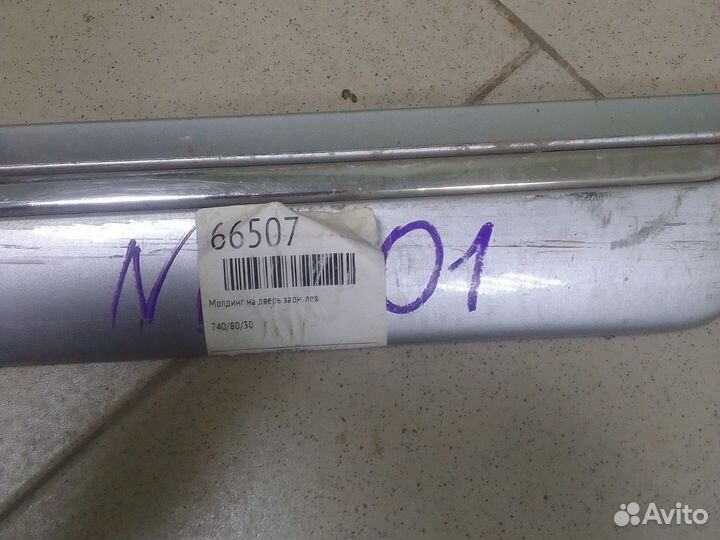 66507
Молдинг на дверь задн. лев.
740/80/30
01
Avito